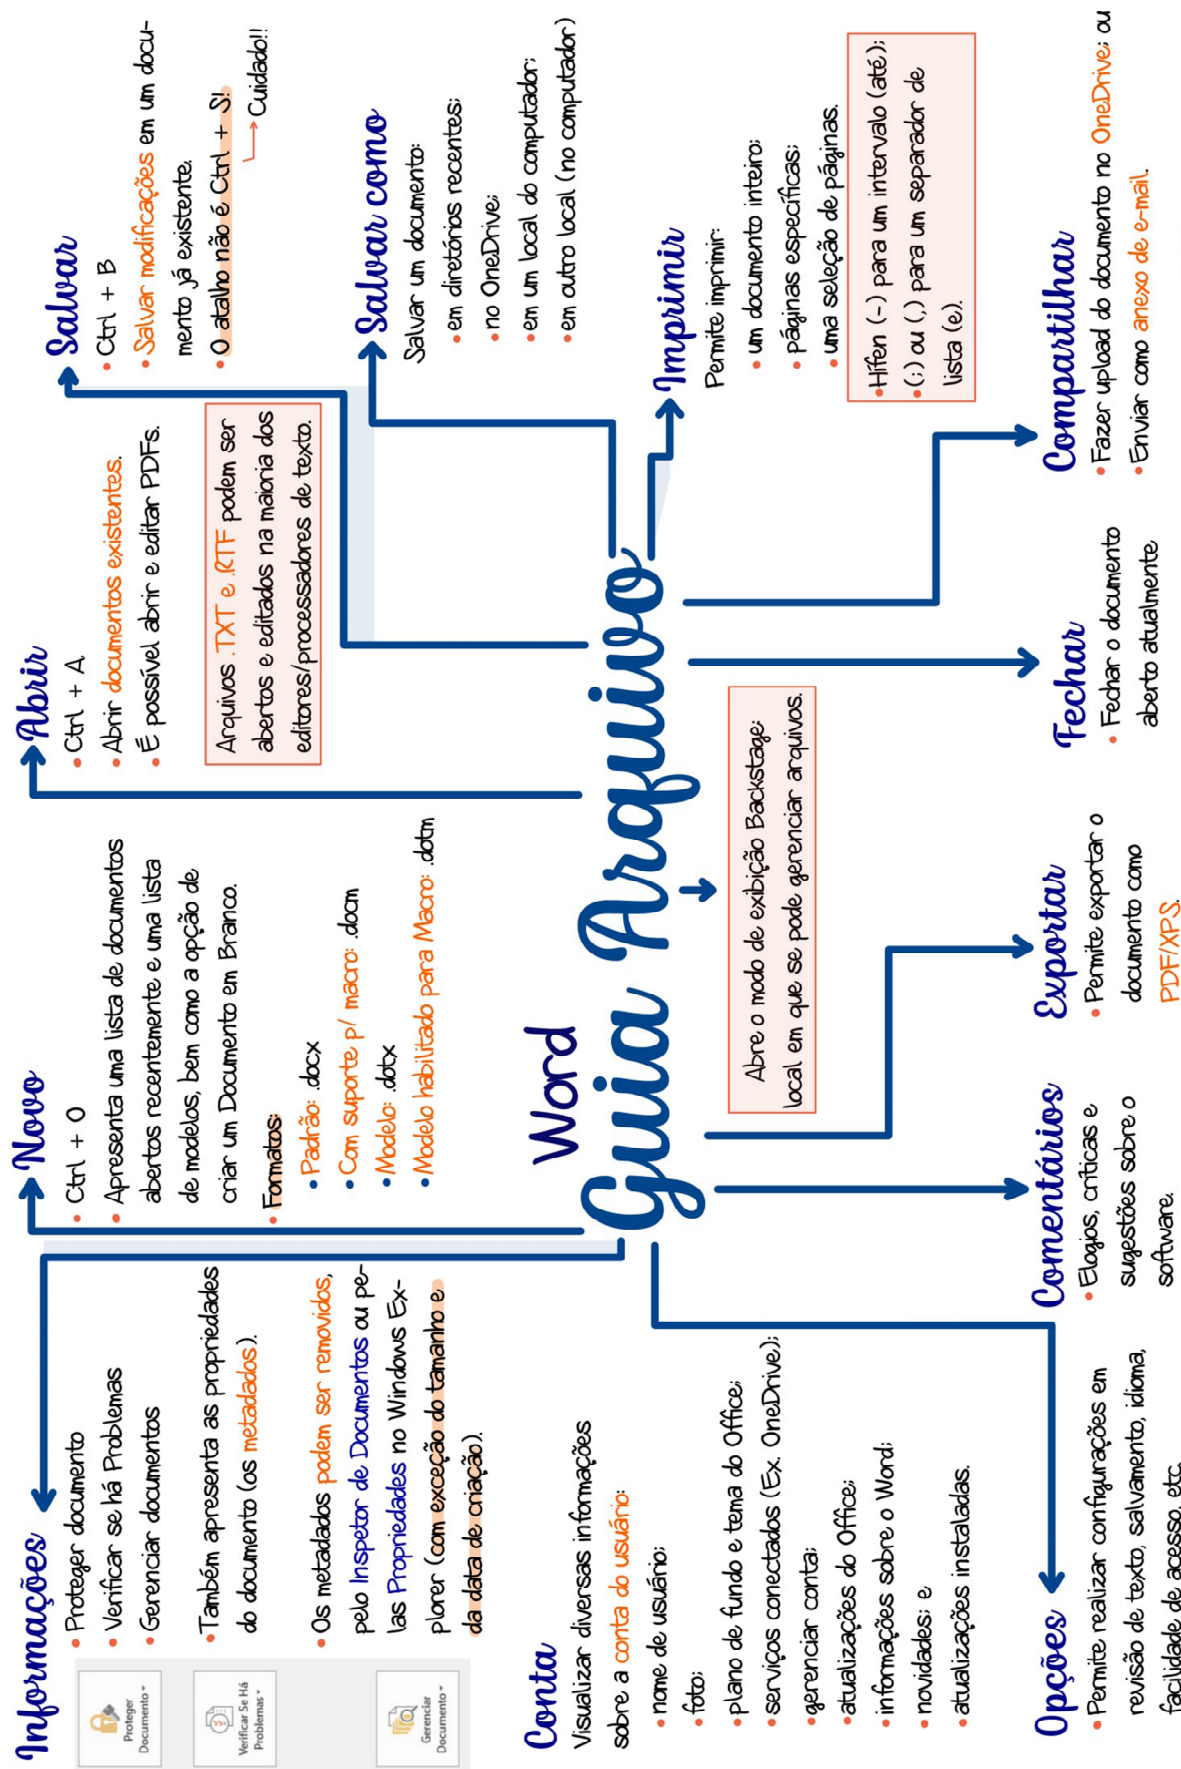 Word
Guia Arquivo
Abre o modo de exibição Backstage:
local em que se pode gerenciar arquivos.
Informações
Proteger
Documento
Verificar Se Há
Problemas
Gerenciar
Documento
• Proteger documento
• Verificar se há Problemas
• Gerenciar documentos
• Também apresenta as propriedades
do documento (os metadados).
• Os metadados podem ser removidos,
pelo Inspetor de Documentos ou pe-
las Propriedades no Windows Ex-
plorer (com exceção do tamanho e
da data de criação).
Novo
• Ctrl + O
• Apresenta uma lista de documentos
abertos recentemente e uma lista
de modelos, bem como a opção de
criar um Documento em Branco.
• Formatos:
• Padrão: .docx
• Com suporte p/ macro: .docm
• Modelo: .dotx
• Modelo habilitado para Macro: .dotm
Abrir
• Ctrl + A
• Abrir documentos existentes.
• É possível abrir e editar PDFs.
Arquivos .TXT e .RTF podem ser
abertos e editados na maioria dos
editores/processadores de texto.
Salvar
• Ctrl + B
• Salvar modificações em um docu-
mento já existente.
• O atalho não é Ctrl + S!
Cuidado!!
Salvar como
Salvar um documento:
• em diretórios recentes;
• no OneDrive;
• em um local do computador;
• em outro local (no computador)
Imprimir
Permite imprimir:
• um documento inteiro;
• páginas específicas;
• uma seleção de páginas.
• Hífen (-) para um intervalo (até);
• (;) ou (,) para um separador de
lista (e).
Conta
Visualizar diversas informações
sobre a conta do usuário:
• nome de usuário;
• foto;
• plano de fundo e tema do Office;
• serviços conectados (Ex. OneDrive);
• gerenciar conta;
• atualizações do Office;
• informações sobre o Word;
• novidades; e
• atualizações instaladas.
Opções
• Permite realizar configurações em
revisão de texto, salvamento, idioma,
facilidade de acesso, etc.
Comentários
• Elogios, críticas e
sugestões sobre o
software.
Exportar
• Permite exportar o
documento como
PDF/XPS.
Fechar
• Fechar o documento
aberto atualmente
Compartilhar
• Fazer upload do documento no OneDrive; ou
• Enviar como anexo de e-mail.